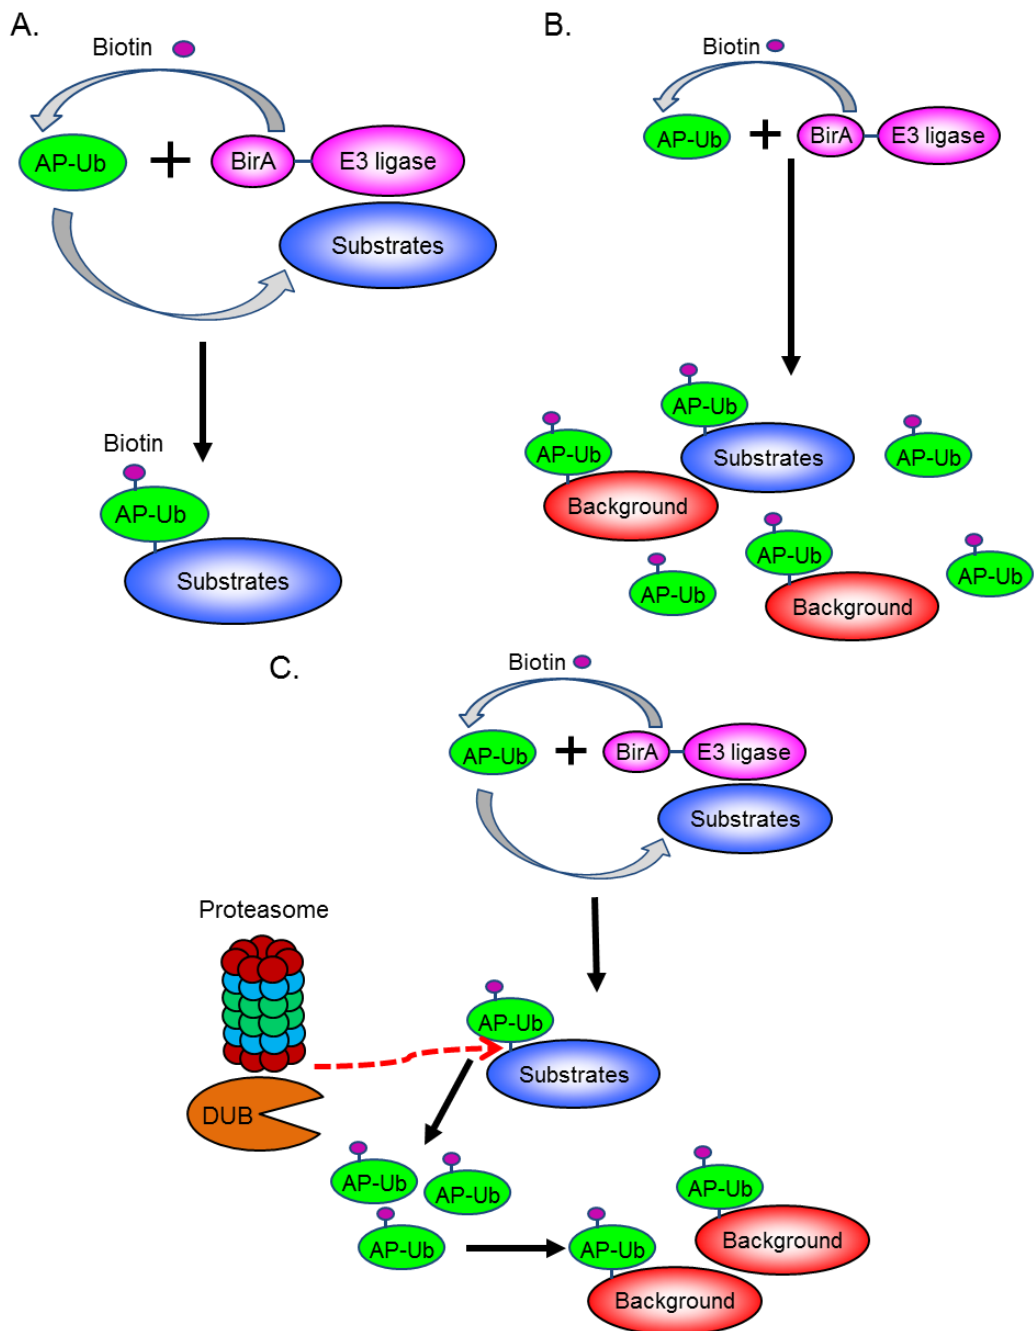 A.
Biotin
AP-Ub
+
BirA
E3 ligase
Substrates
Biotin
AP-Ub
Substrates
B.
Biotin
AP-Ub
+
BirA
E3 ligase
AP-Ub
AP-Ub
Substrates
AP-Ub
Background
AP-Ub
AP-Ub
AP-Ub
Background
C.
Biotin
AP-Ub
+
BirA
E3 ligase
Substrates
Proteasome
AP-Ub
Substrates
DUB
AP-Ub
AP-Ub
AP-Ub
AP-Ub
AP-Ub
Background
Background